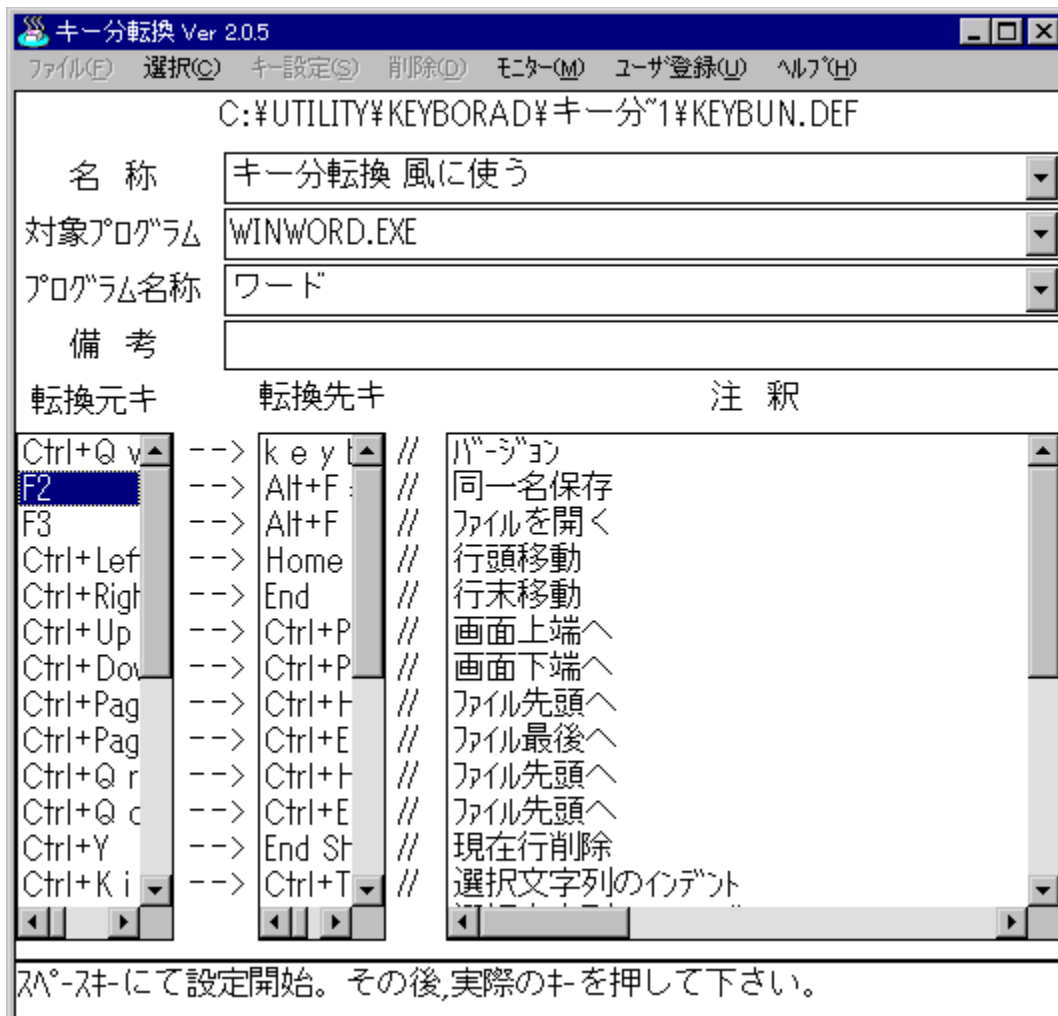 キー分転換 Ver 2.0.5
ﾌｧｲﾙ(F) 選択(C) キー設定(S) 削除(D) ﾓﾆﾀｰ(M) ﾕｰｻﾞ登録(U) ﾍﾙﾌﾟ(H)
C:¥UTILITY¥KEYBORAD¥キー分~1¥KEYBUN.DEF
名 称 キー分転換 風に使う
対象ﾌﾟﾛｸﾞﾗﾑ WINWORD.EXE
ﾌﾟﾛｸﾞﾗﾑ名称 ワード
備 考
転換元キ 転換先キ 注 釈
Ctrl+Q v --> k e y b // ﾊﾞｰｼﾞｮﾝ
F2 --> Alt+F // 同一名保存
F3 --> Alt+F // ﾌｧｲﾙを開く
Ctrl+Lef --> Home // 行頭移動
Ctrl+Righ --> End // 行末移動
Ctrl+Up --> Ctrl+P // 画面上端へ
Ctrl+Dow --> Ctrl+P // 画面下端へ
Ctrl+Pag --> Ctrl+H // ﾌｧｲﾙ先頭へ
Ctrl+Pag --> Ctrl+E // ﾌｧｲﾙ最後へ
Ctrl+Q r --> Ctrl+H // ﾌｧｲﾙ先頭へ
Ctrl+Q c --> Ctrl+E // ﾌｧｲﾙ先頭へ
Ctrl+Y --> End Sh // 現在行削除
Ctrl+K i --> Ctrl+T // 選択文字列のｲﾝﾃﾞﾝﾄ
ｽﾍﾟｰｽｷｰにて設定開始。その後,実際のｷｰを押して下さい。